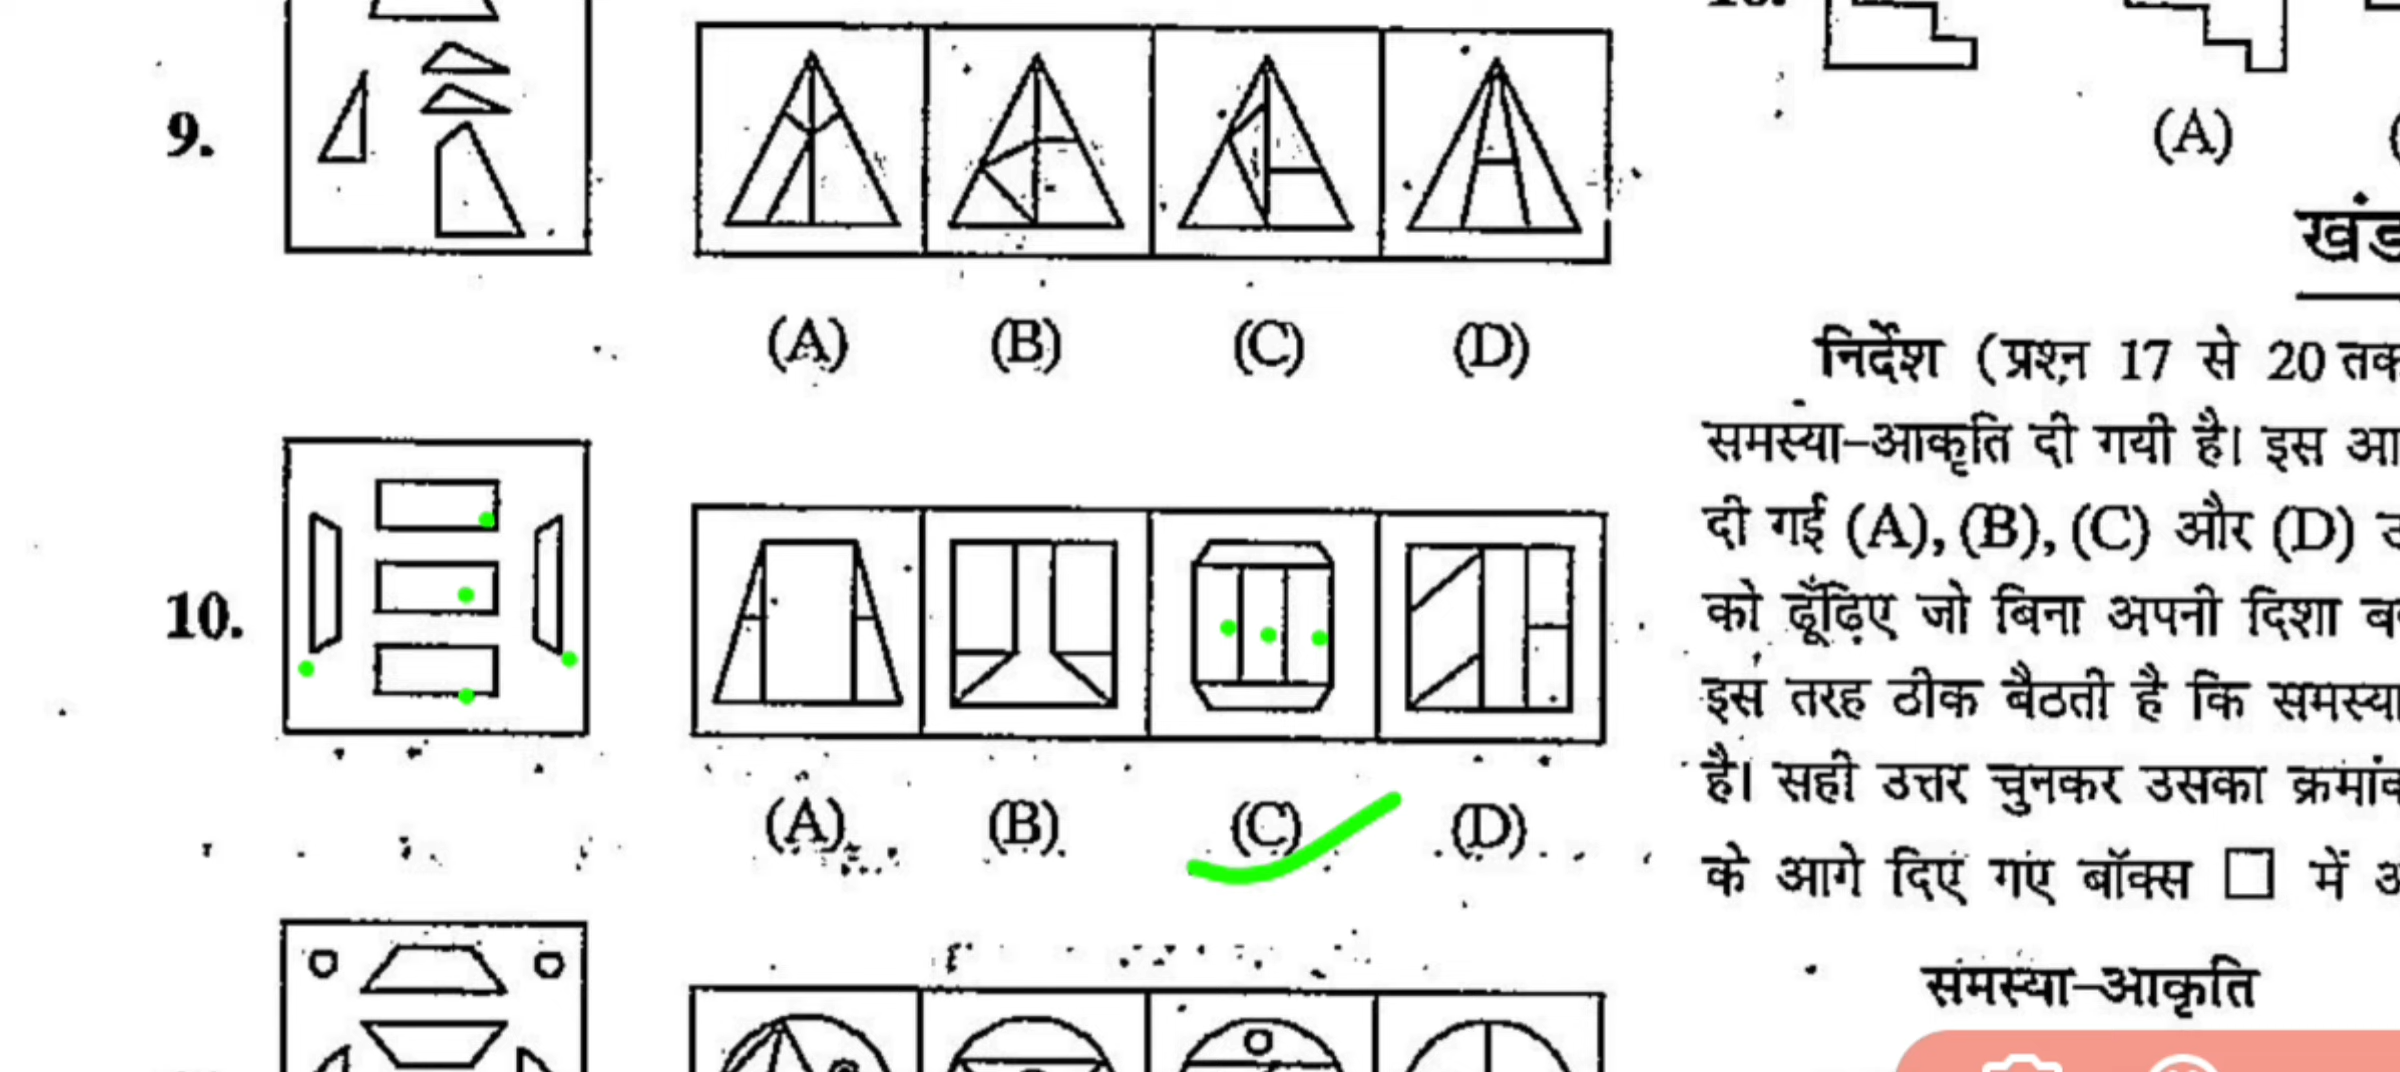 9.
(A) (B) (C) (D)
10.
(A) (B) (C) (D)
(A)
निर्देश (प्रश्न 17 से 20 तक
समस्या-आकृति दी गयी है। इस
दी गई (A), (B), (C) और (D)
को ढूँढ़िए जो बिना अपनी दिशा
इस तरह ठीक बैठती है कि समस्या
है। सही उत्तर चुनकर उसका क्रमांक
के आगे दिए गए बॉक्स में
समस्या-आकृति